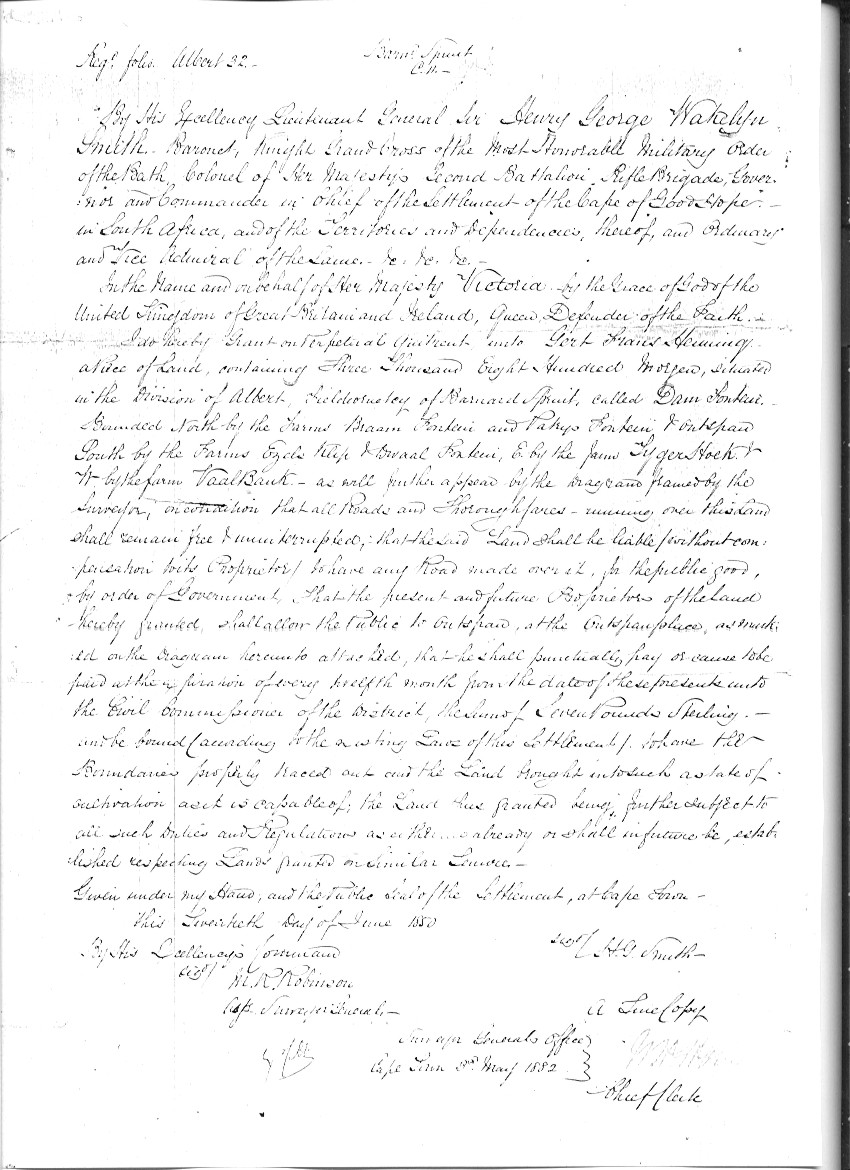 Regr. folio Albert 32.-
Barnd. Spruit
C.N.-
By His Excellency Lieutenant General Sir Henry George Wakelyn
Smith. Baronet, Knight Grand Cross of the Most Honorable Military Order
of the Bath, Colonel of Her Majesty's Second Battalion, Rifle Brigade, Gover-
:nor and Commander in Chief of the Settlement of the Cape of Good Hope.-
in South Africa, and of the Territories and Dependencies, thereof, and Ordinary
and Vice Admiral of the Same. &c. &c. &c.-
In the Name and on behalf of Her Majesty Victoria by the Grace of God of the
United Kingdom of Great Britain and Ireland, Queen, Defender of the Faith.-
I do hereby Grant on Perpetual Quitrent unto Gert Frans Heming
a Piece of Land, containing Three Thousand Eight Hundred Morgen, situated
in the Division of Albert, Fieldcornetcy of Barnard Spruit, called Dam Fontein.-
Bounded North by the Farms Braam Fontein and Patrys Fontein & Outspan
South by the Farms Ezels Klip & Dwaal Fontein, E. by the farm Tyger Hoek &
W. by the farm Vaal Bank - as will further appear by the diagram framed by the
Surveyor, on condition that all Roads and Thoroughfares - running over this Land
shall remain free & uninterrupted, that the said Land shall be liable (without com:
pensation to its Proprietor) to have any Road made over it, for the public good,
by order of Government, that the present and future Proprietors of the Land
hereby granted, shall allow the Public to Outspan, at the Outspan place, as mark:
:ed on the diagram hereunto attached, that he shall punctually pay or cause to be
paid at the expiration of every twelfth month from the date of these presents unto
the Civil Commissioner of the District, the Sum of Seven Pounds Sterling.-
and be bound (according to the existing Laws of this Settlement). to have the
Boundaries properly traced out and the Land brought into such a state of
cultivation as it is capable of; the Land thus granted being further subject to
all such Duties and Regulations as either are already or shall in future be, estab:
:lished respecting Lands granted on Similar Tenure.-
Given under my Hand, and the Public Seal of the Settlement, at Cape Town -
this Twentieth Day of June 1850
By His Excellency's Command
sigd/ H.G. Smith-
sigd/ M. R. Robinson
Actg. Surveyor General.-
A True Copy
Surveyor General's Office
Cape Town May 1882
Chief Clerk